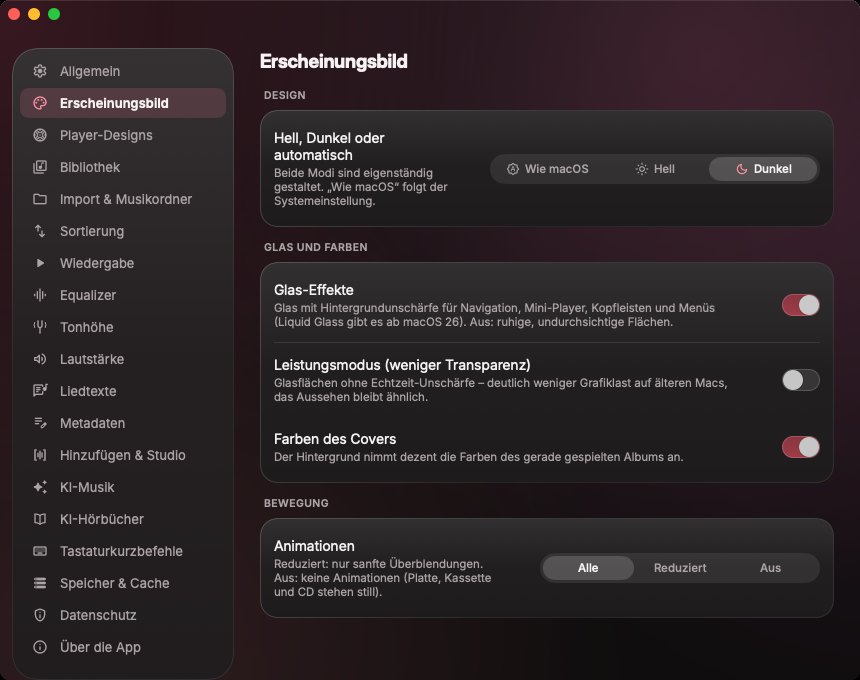 Allgemein
Erscheinungsbild
Player-Designs
Bibliothek
Import & Musikordner
Sortierung
Wiedergabe
Equalizer
Tonhöhe
Lautstärke
Liedtexte
Metadaten
Hinzufügen & Studio
KI-Musik
KI-Hörbücher
Tastaturkurzbefehle
Speicher & Cache
Datenschutz
Über die App
Erscheinungsbild
DESIGN
Hell, Dunkel oder
automatisch
Beide Modi sind eigenständig
gestaltet. „Wie macOS“ folgt der
Systemeinstellung.
Wie macOS
Hell
Dunkel
GLAS UND FARBEN
Glas-Effekte
Glas mit Hintergrundunschärfe für Navigation, Mini-Player, Kopfleisten und Menüs
(Liquid Glass gibt es ab macOS 26). Aus: ruhige, undurchsichtige Flächen.
Leistungsmodus (weniger Transparenz)
Glasflächen ohne Echtzeit-Unschärfe – deutlich weniger Grafiklast auf älteren Macs,
das Aussehen bleibt ähnlich.
Farben des Covers
Der Hintergrund nimmt dezent die Farben des gerade gespielten Albums an.
BEWEGUNG
Animationen
Reduziert: nur sanfte Überblendungen.
Aus: keine Animationen (Platte, Kassette
und CD stehen still).
Alle
Reduziert
Aus